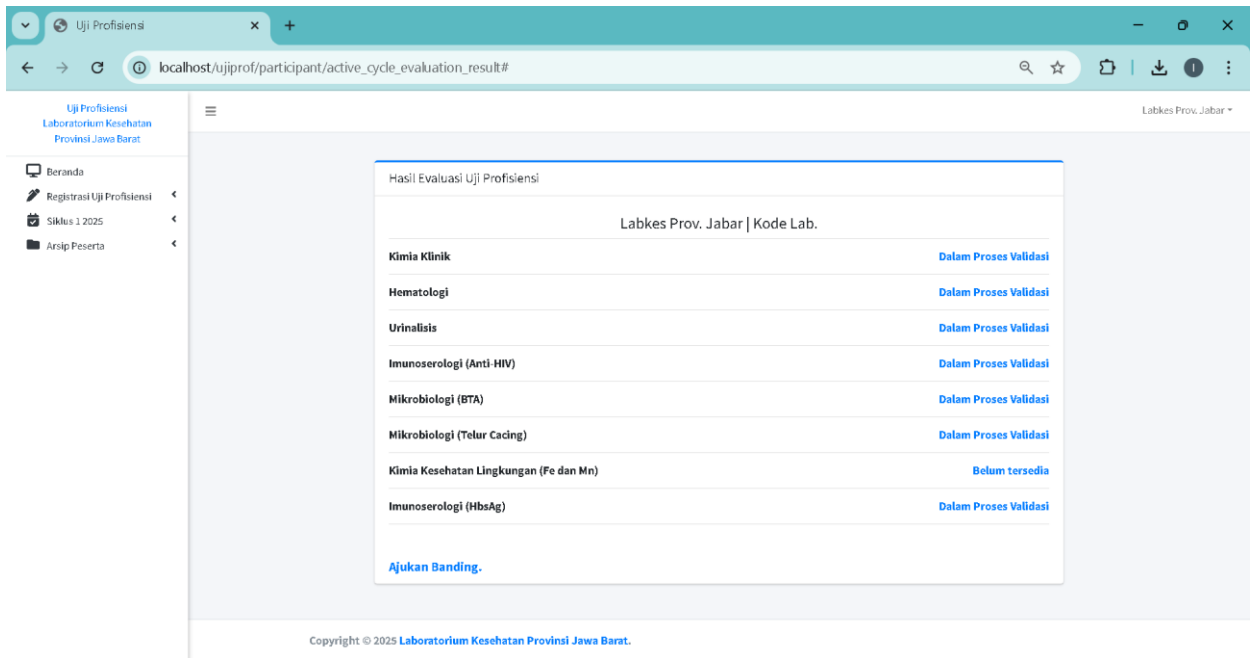 Uji Profisiensi
localhost/ujiprof/participant/active_cycle_evaluation_result#
I
Uji Profisiensi
Laboratorium Kesehatan
Provinsi Jawa Barat
Labkes Prov. Jabar
Beranda
Registrasi Uji Profisiensi
Siklus 1 2025
Arsip Peserta
Hasil Evaluasi Uji Profisiensi
Labkes Prov. Jabar | Kode Lab.
Kimia Klinik Dalam Proses Validasi
Hematologi Dalam Proses Validasi
Urinalisis Dalam Proses Validasi
Imunoserologi (Anti-HIV) Dalam Proses Validasi
Mikrobiologi (BTA) Dalam Proses Validasi
Mikrobiologi (Telur Cacing) Dalam Proses Validasi
Kimia Kesehatan Lingkungan (Fe dan Mn) Belum tersedia
Imunoserologi (HbsAg) Dalam Proses Validasi
Ajukan Banding.
Copyright © 2025 Laboratorium Kesehatan Provinsi Jawa Barat.